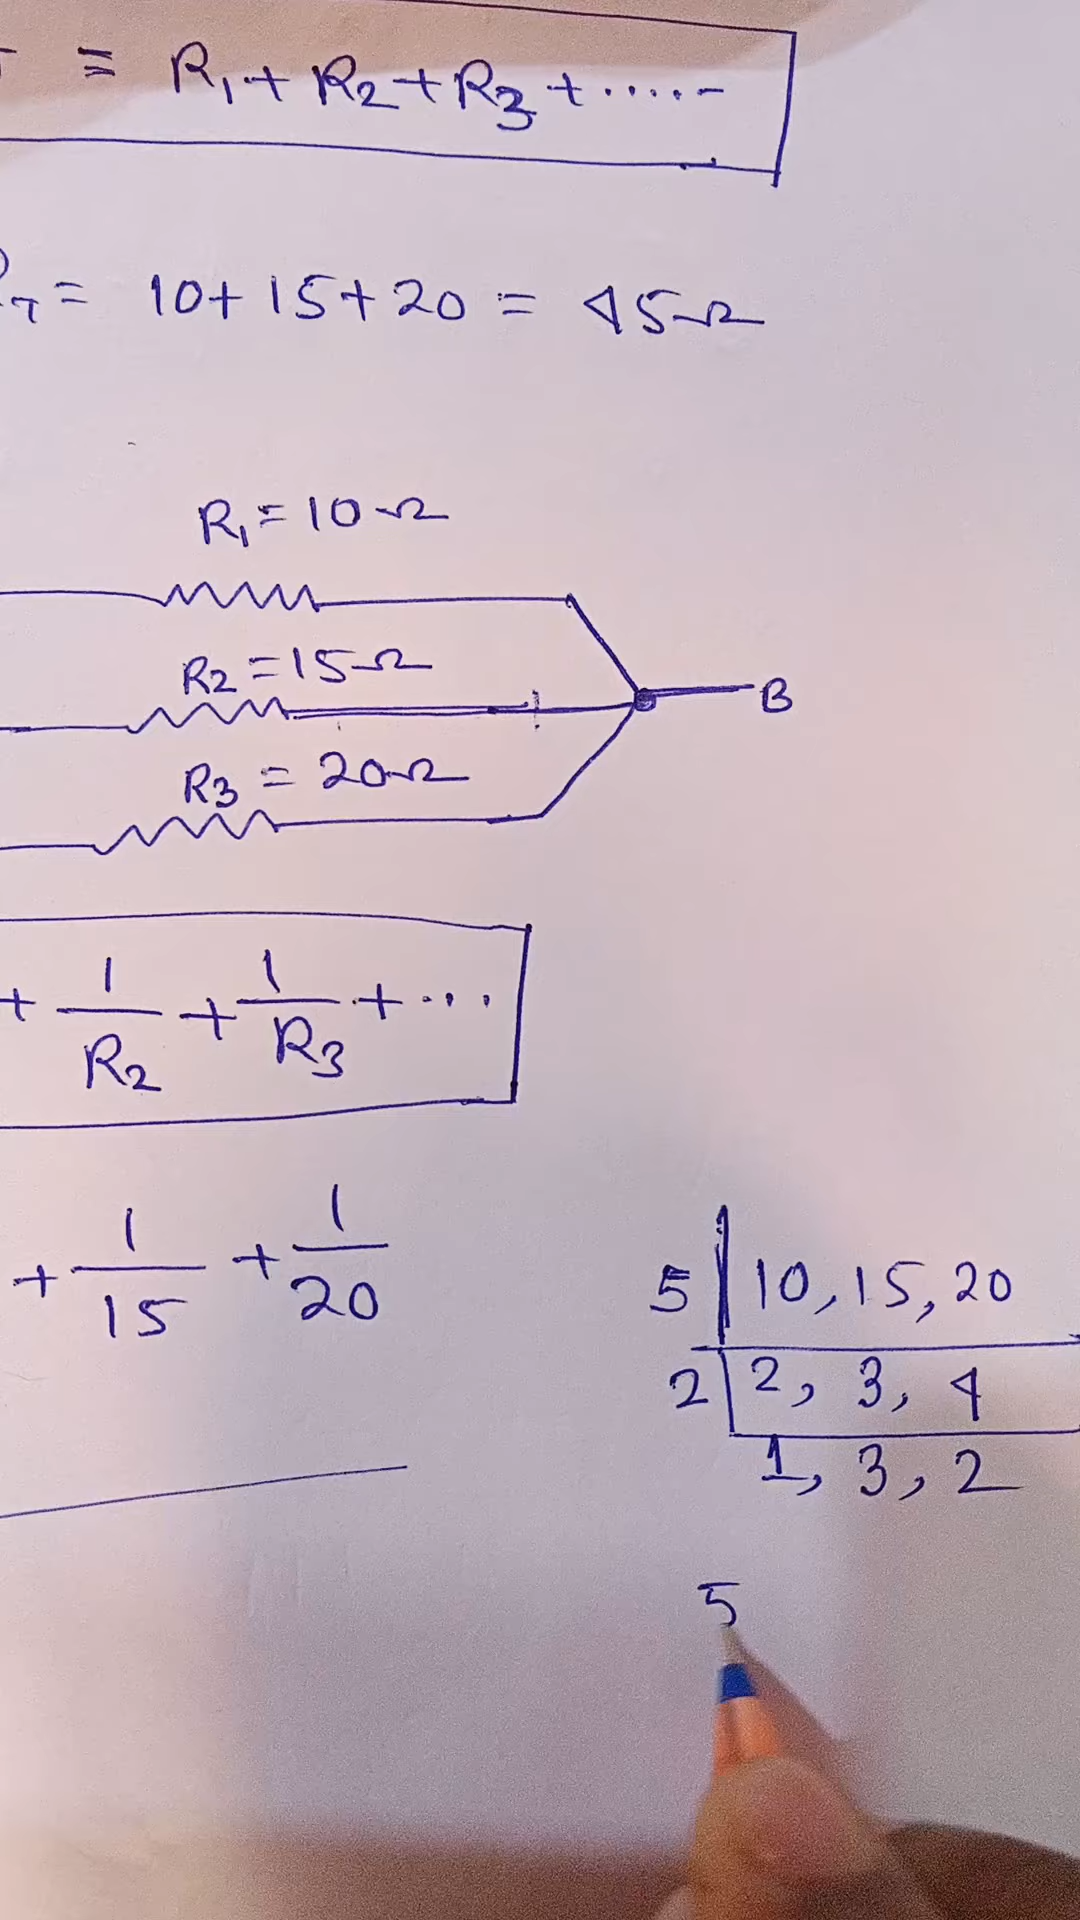 = R1 + R2 + R3 + .....
= 10 + 15 + 20 = 45Ω
R1 = 10Ω
R2 = 15Ω
B
R3 = 20Ω
+ 1/R2 + 1/R3 + ...
+ 1/15 + 1/20
5 | 10, 15, 20
2 | 2, 3, 4
1, 3, 2
5